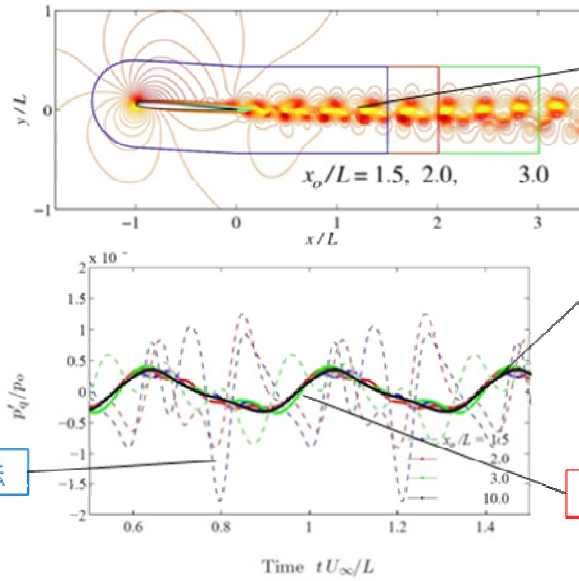 1
y/L
0
x_o/L = 1.5, 2.0, 3.0
-1
-1 0 1 2 3
x/L
2
1.5
1
0.5
0
-0.5
-1
-1.5
-2
p'_q/p_o
x_o/L = 1.5
2.0
3.0
10.0
0.6 0.8 1 1.2 1.4
Time tU_∞/L